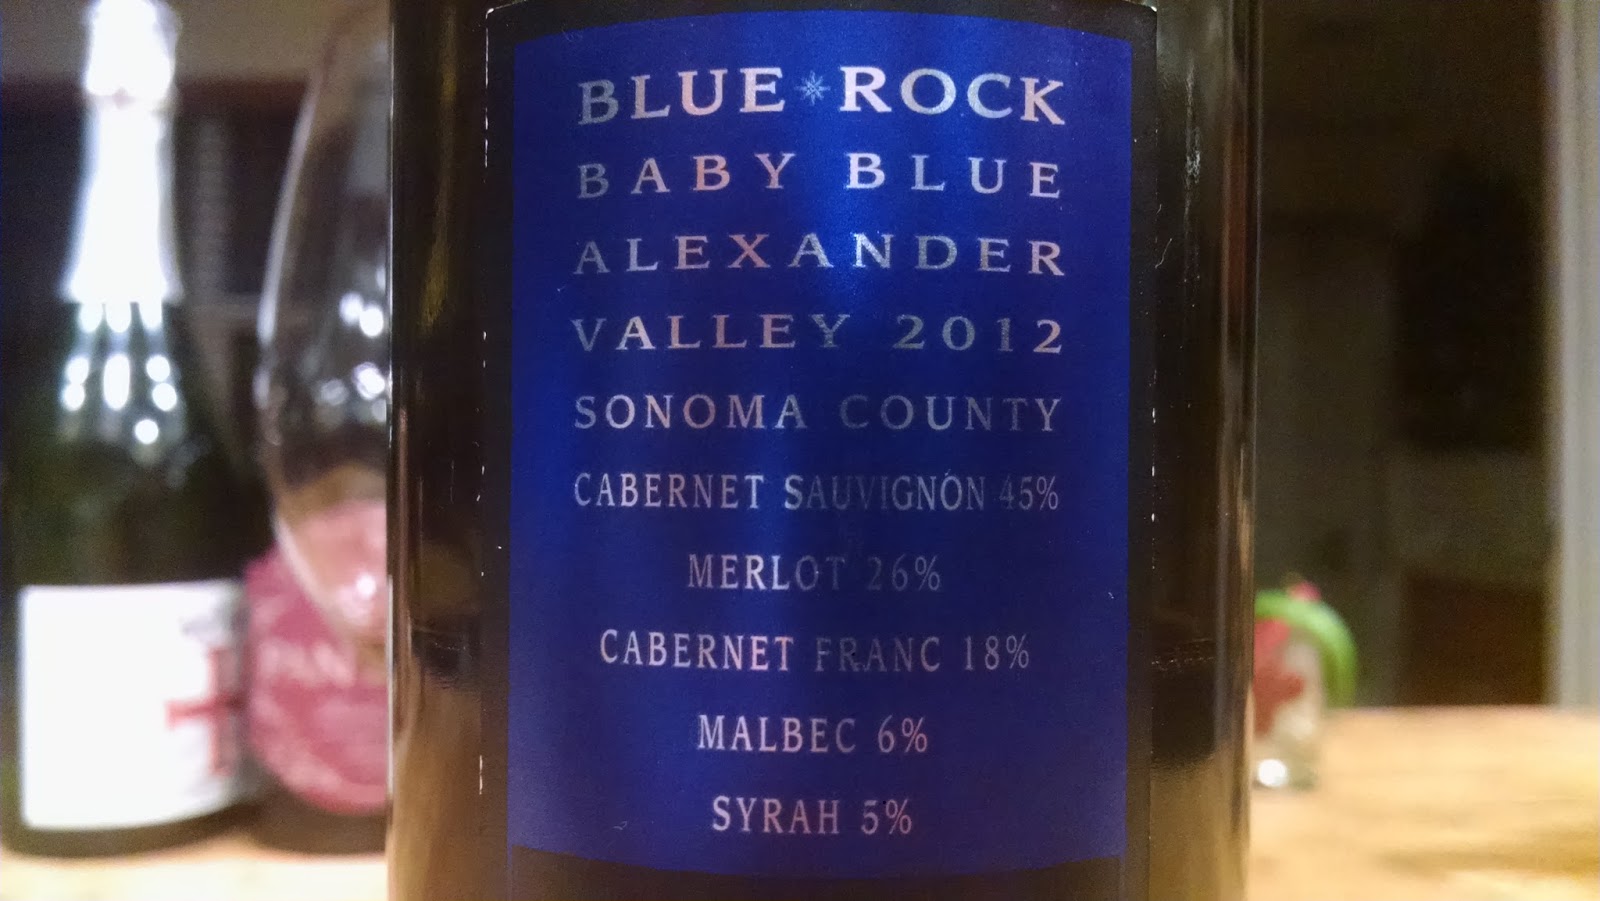 BLUE ROCK
BABY BLUE
ALEXANDER
VALLEY 2012
SONOMA COUNTY
CABERNET SAUVIGNÓN 45%
MERLOT 26%
CABERNET FRANC 18%
MALBEC 6%
SYRAH 5%